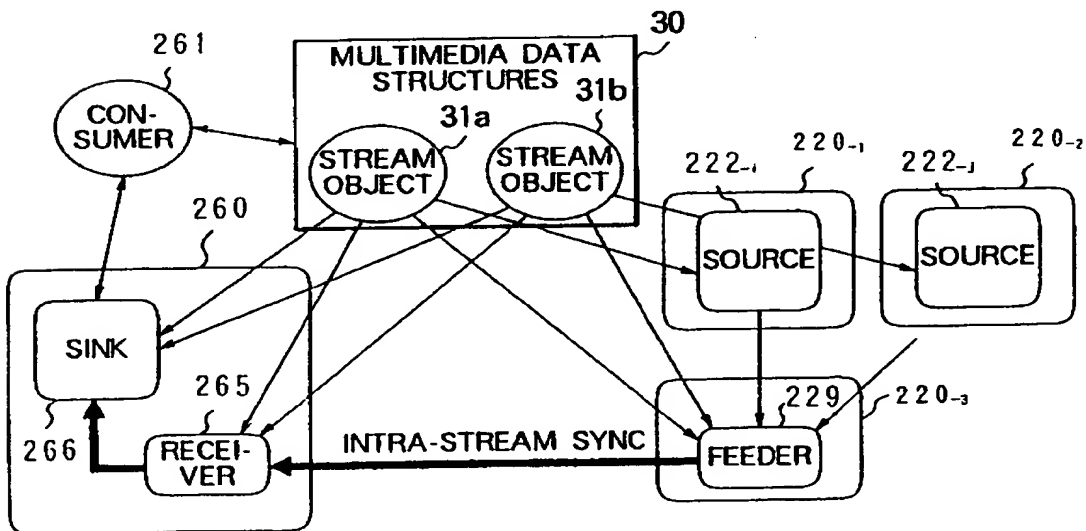 261
30
MULTIMEDIA DATA
STRUCTURES
31a
31b
CON-
SUMER
STREAM
OBJECT
STREAM
OBJECT
220-1
220-2
222-i
222-j
260
SOURCE
SOURCE
SINK
265
229
220-3
266
RECEI-
VER
INTRA-STREAM SYNC
FEEDER